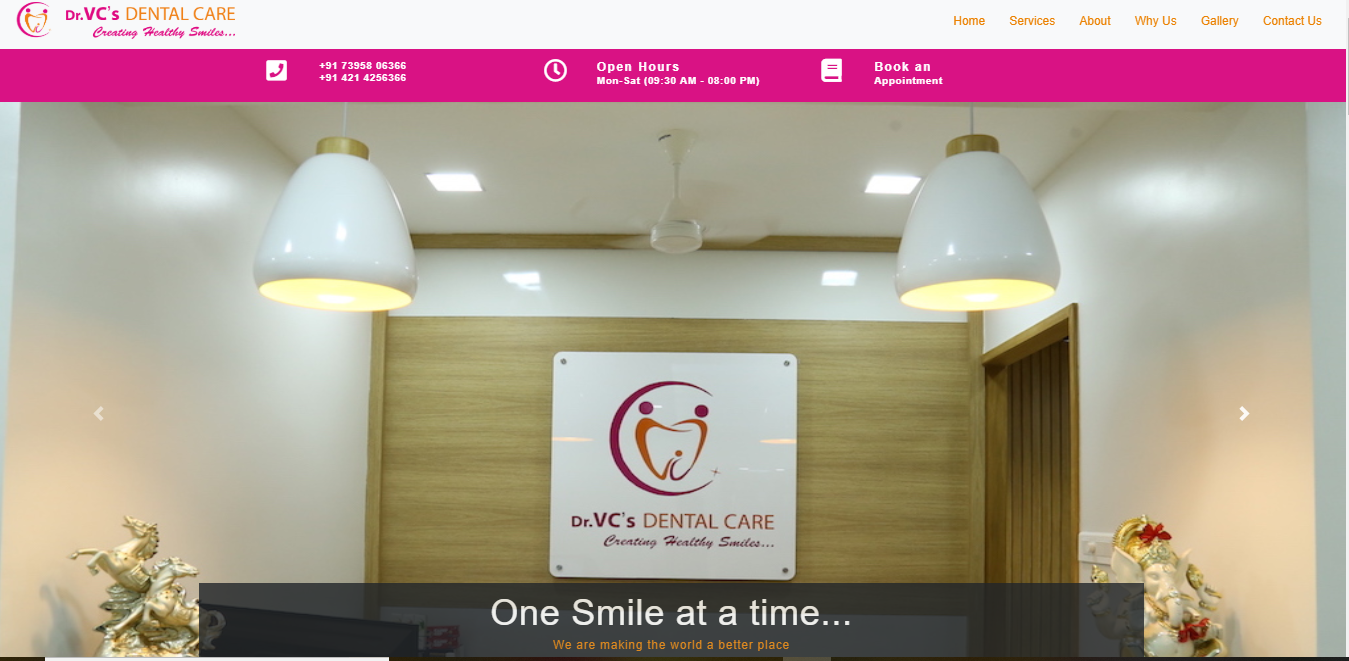 Dr.VC's DENTAL CARE
Creating Healthy Smiles...
Home Services About Why Us Gallery Contact Us
+91 73958 06366
+91 421 4256366
Open Hours
Mon-Sat (09:30 AM - 08:00 PM)
Book an
Appointment
Dr.VC's DENTAL CARE
Creating Healthy Smiles...
One Smile at a time...
We are making the world a better place